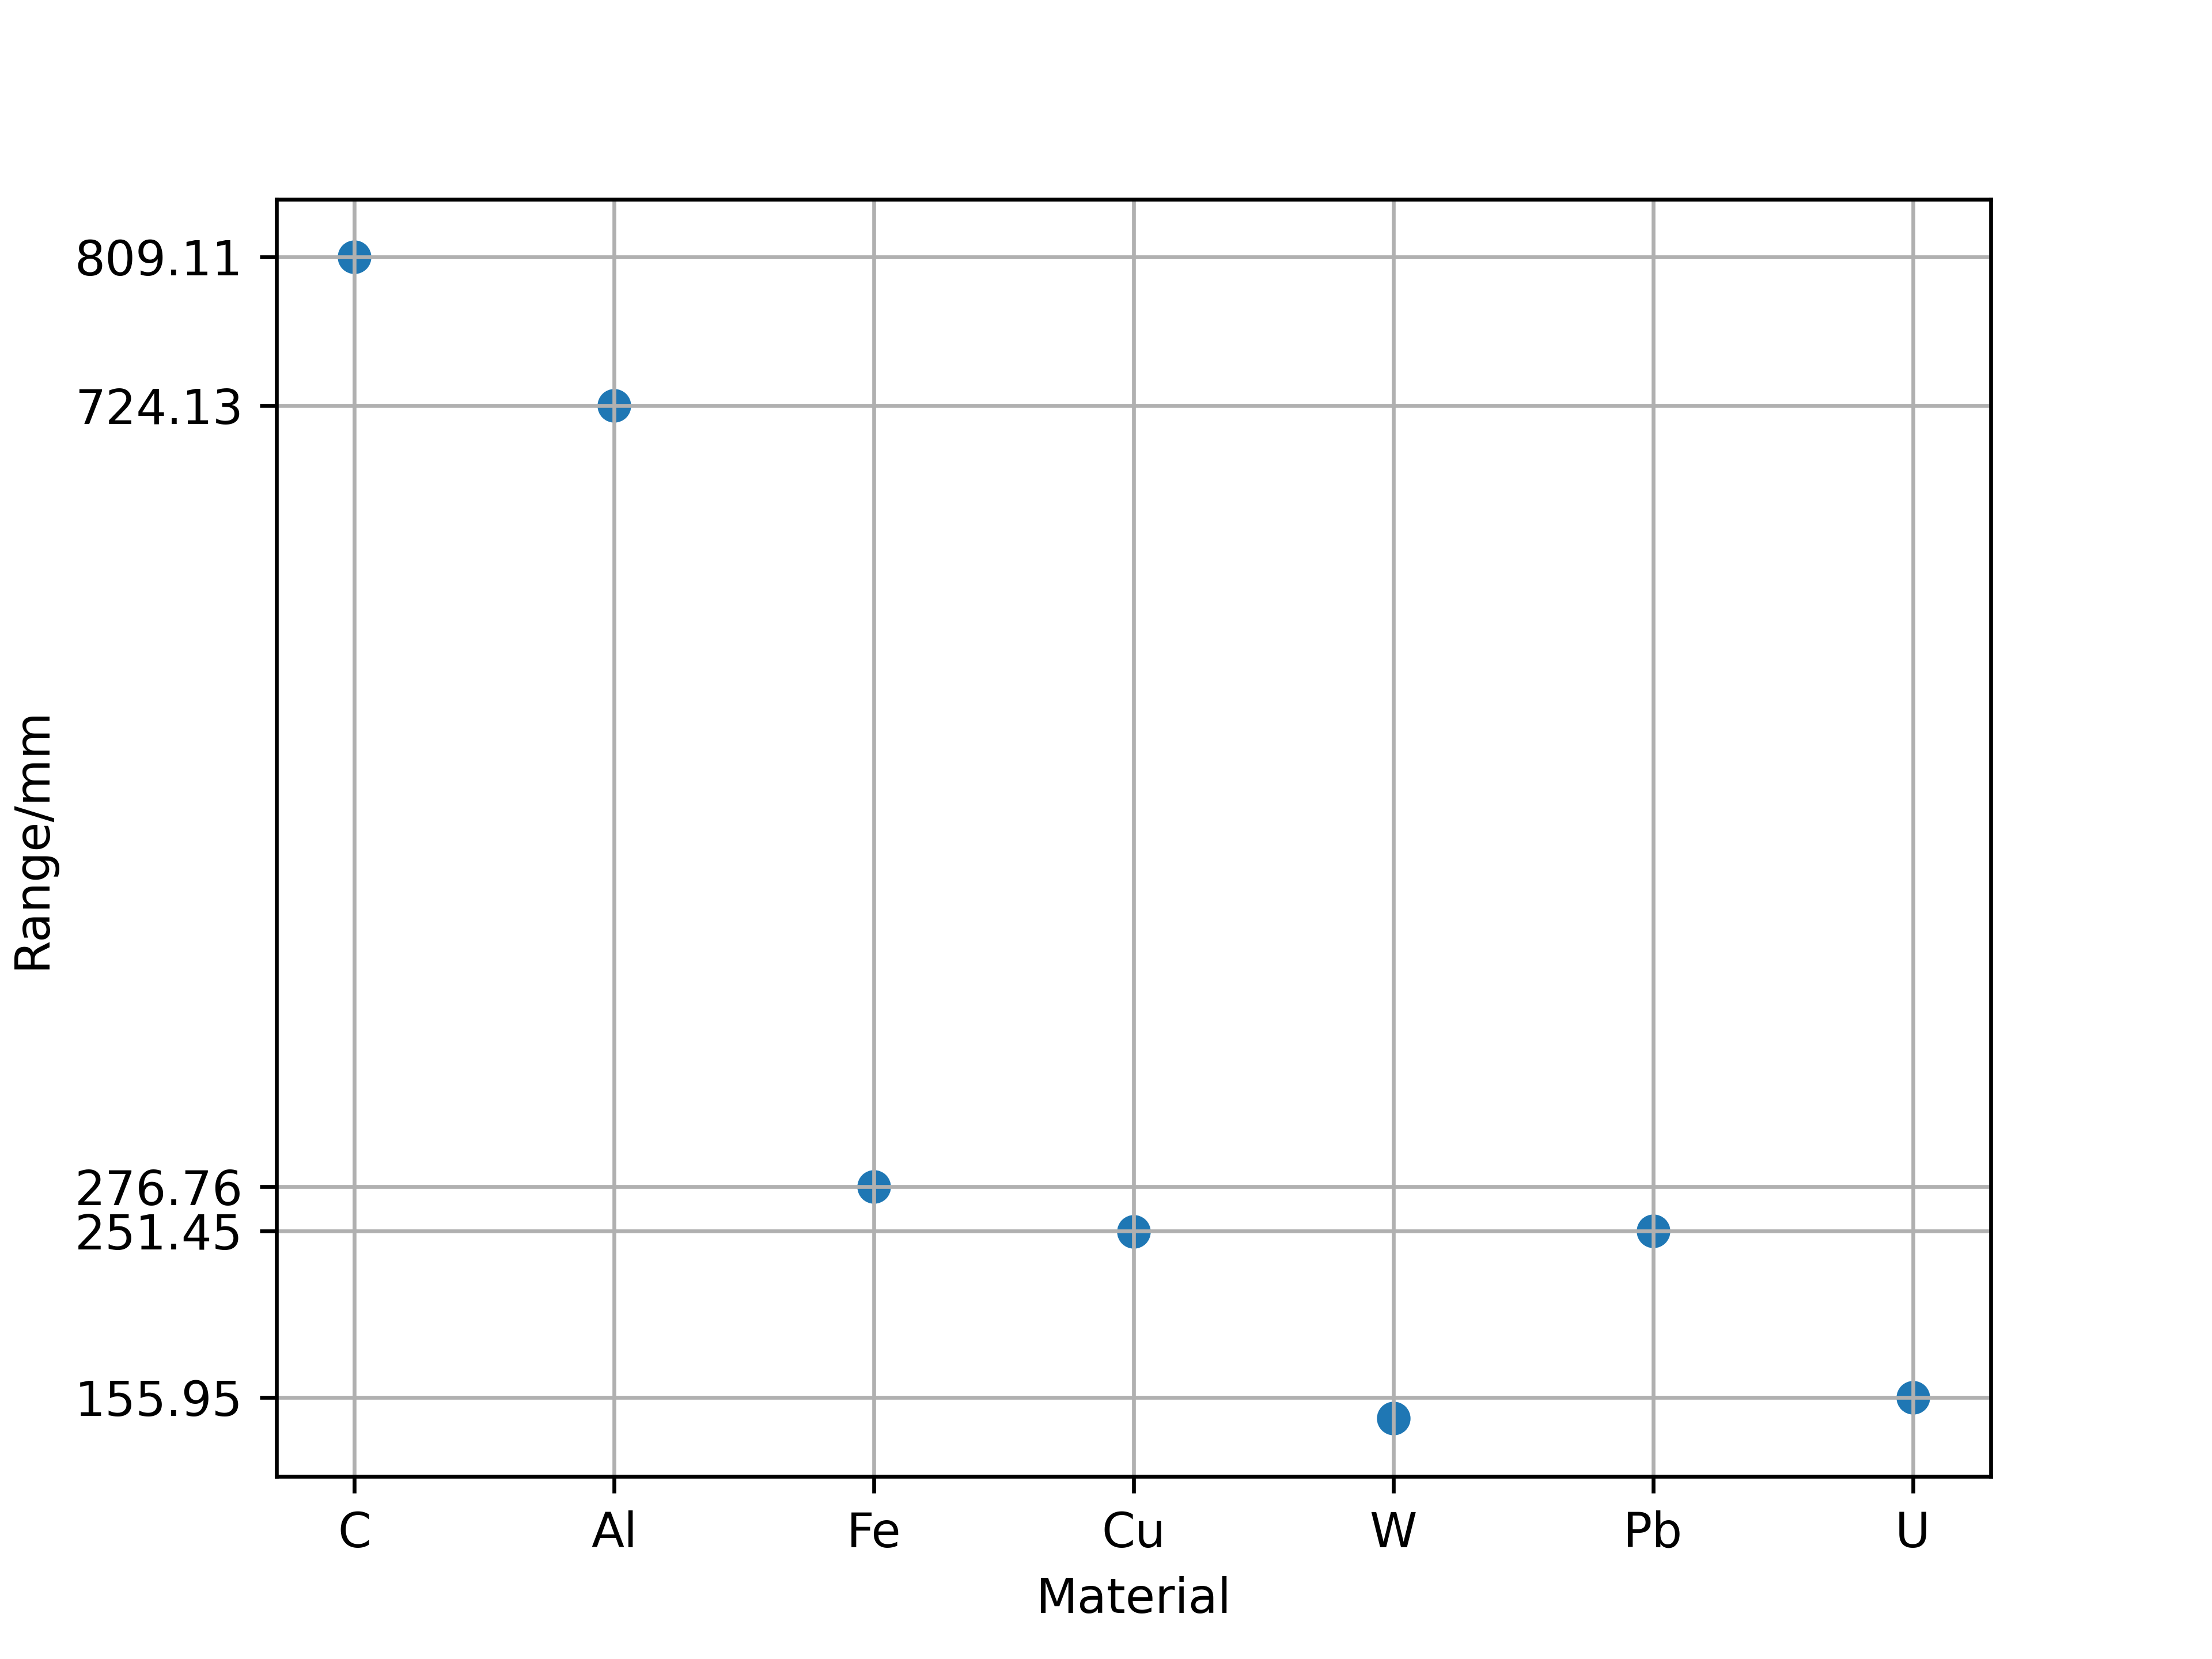 809.11
724.13
276.76
251.45
155.95
Range/mm
C Al Fe Cu W Pb U
Material